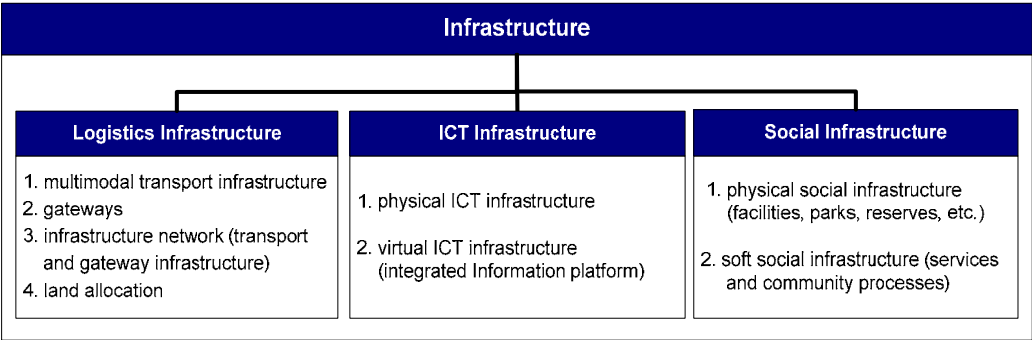 Infrastructure
Logistics Infrastructure
1. multimodal transport infrastructure
2. gateways
3. infrastructure network (transport
and gateway infrastructure)
4. land allocation
ICT Infrastructure
1. physical ICT infrastructure
2. virtual ICT infrastructure
(integrated Information platform)
Social Infrastructure
1. physical social infrastructure
(facilities, parks, reserves, etc.)
2. soft social infrastructure (services
and community processes)